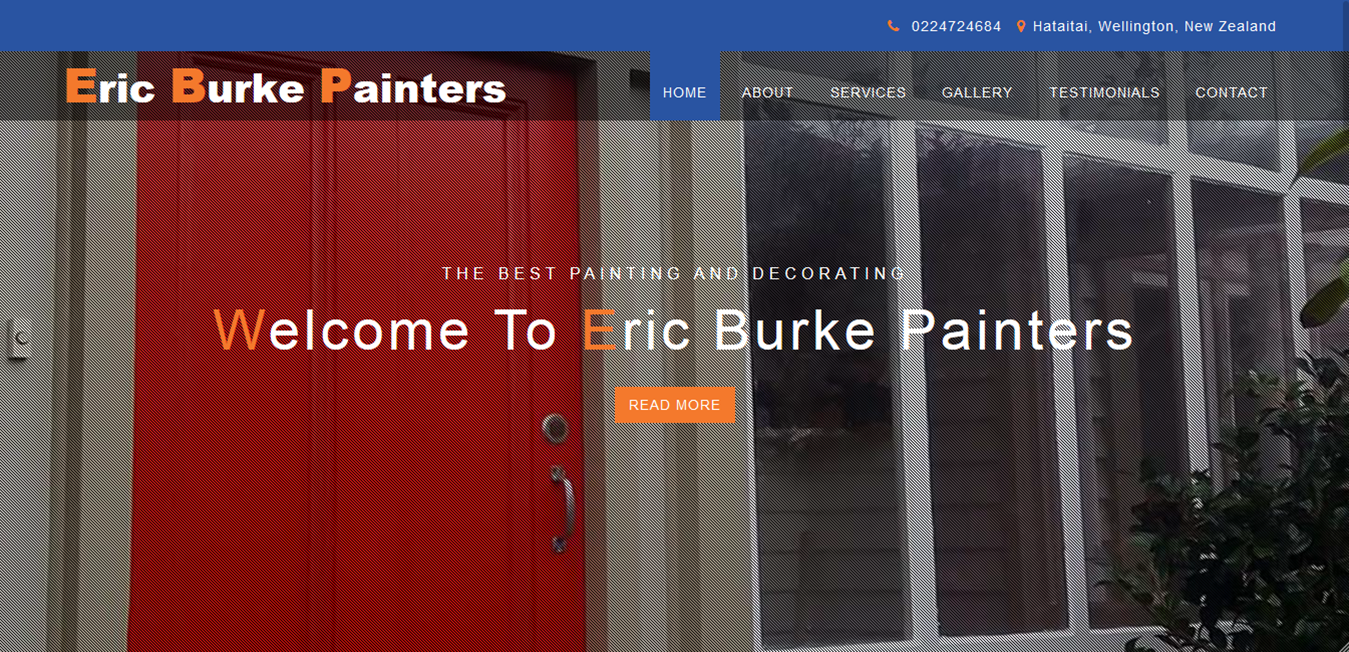 0224724684 Hataitai, Wellington, New Zealand
Eric Burke Painters
HOME ABOUT SERVICES GALLERY TESTIMONIALS CONTACT
THE BEST PAINTING AND DECORATING
Welcome To Eric Burke Painters
READ MORE